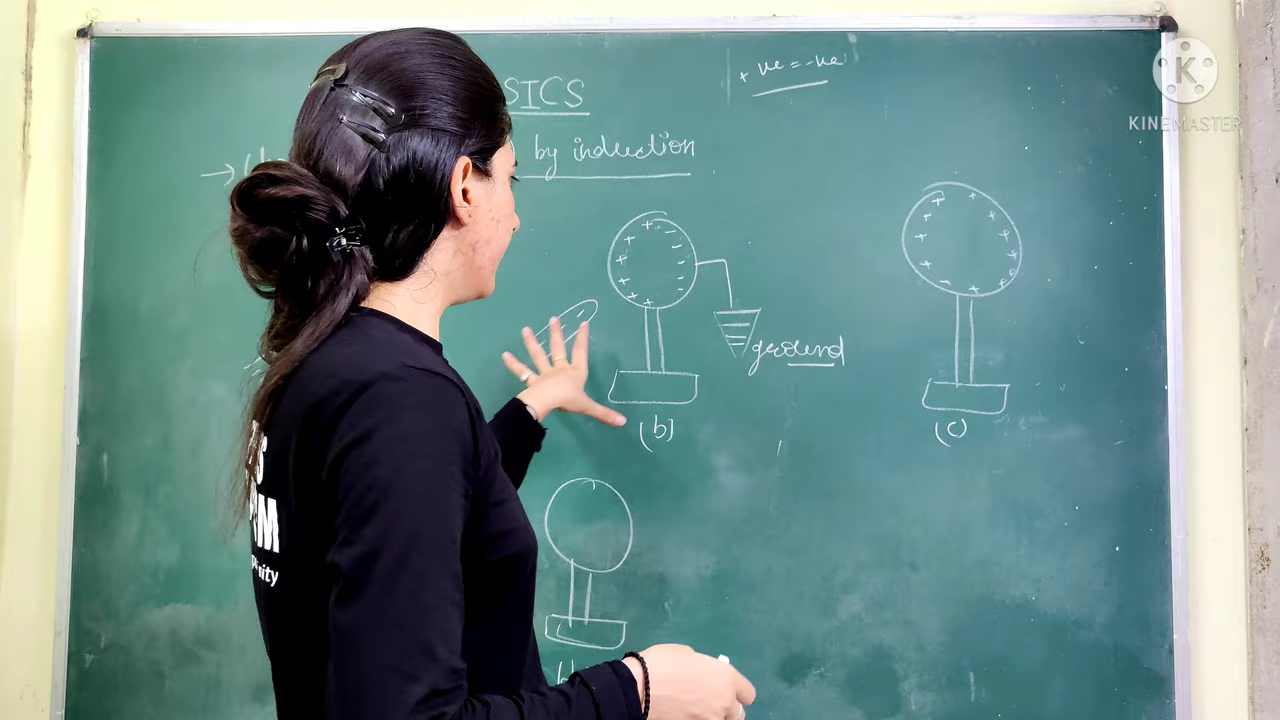 SICS
+ ve = -ve
by induction
ground
(b)
(c)
KINEMASTER